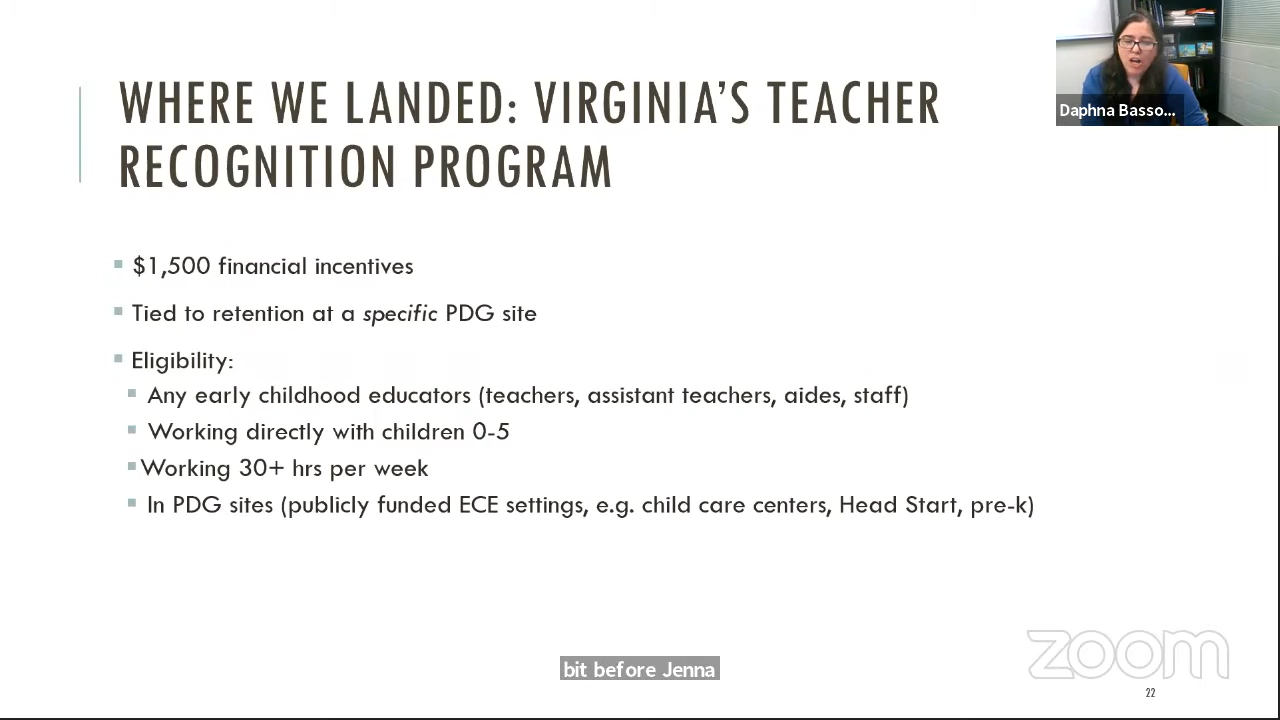 WHERE WE LANDED: VIRGINIA'S TEACHER
RECOGNITION PROGRAM
Daphna Basso...
$1,500 financial incentives
Tied to retention at a specific PDG site
Eligibility:
Any early childhood educators (teachers, assistant teachers, aides, staff)
Working directly with children 0-5
Working 30+ hrs per week
In PDG sites (publicly funded ECE settings, e.g. child care centers, Head Start, pre-k)
zoom
bit before Jenna
22